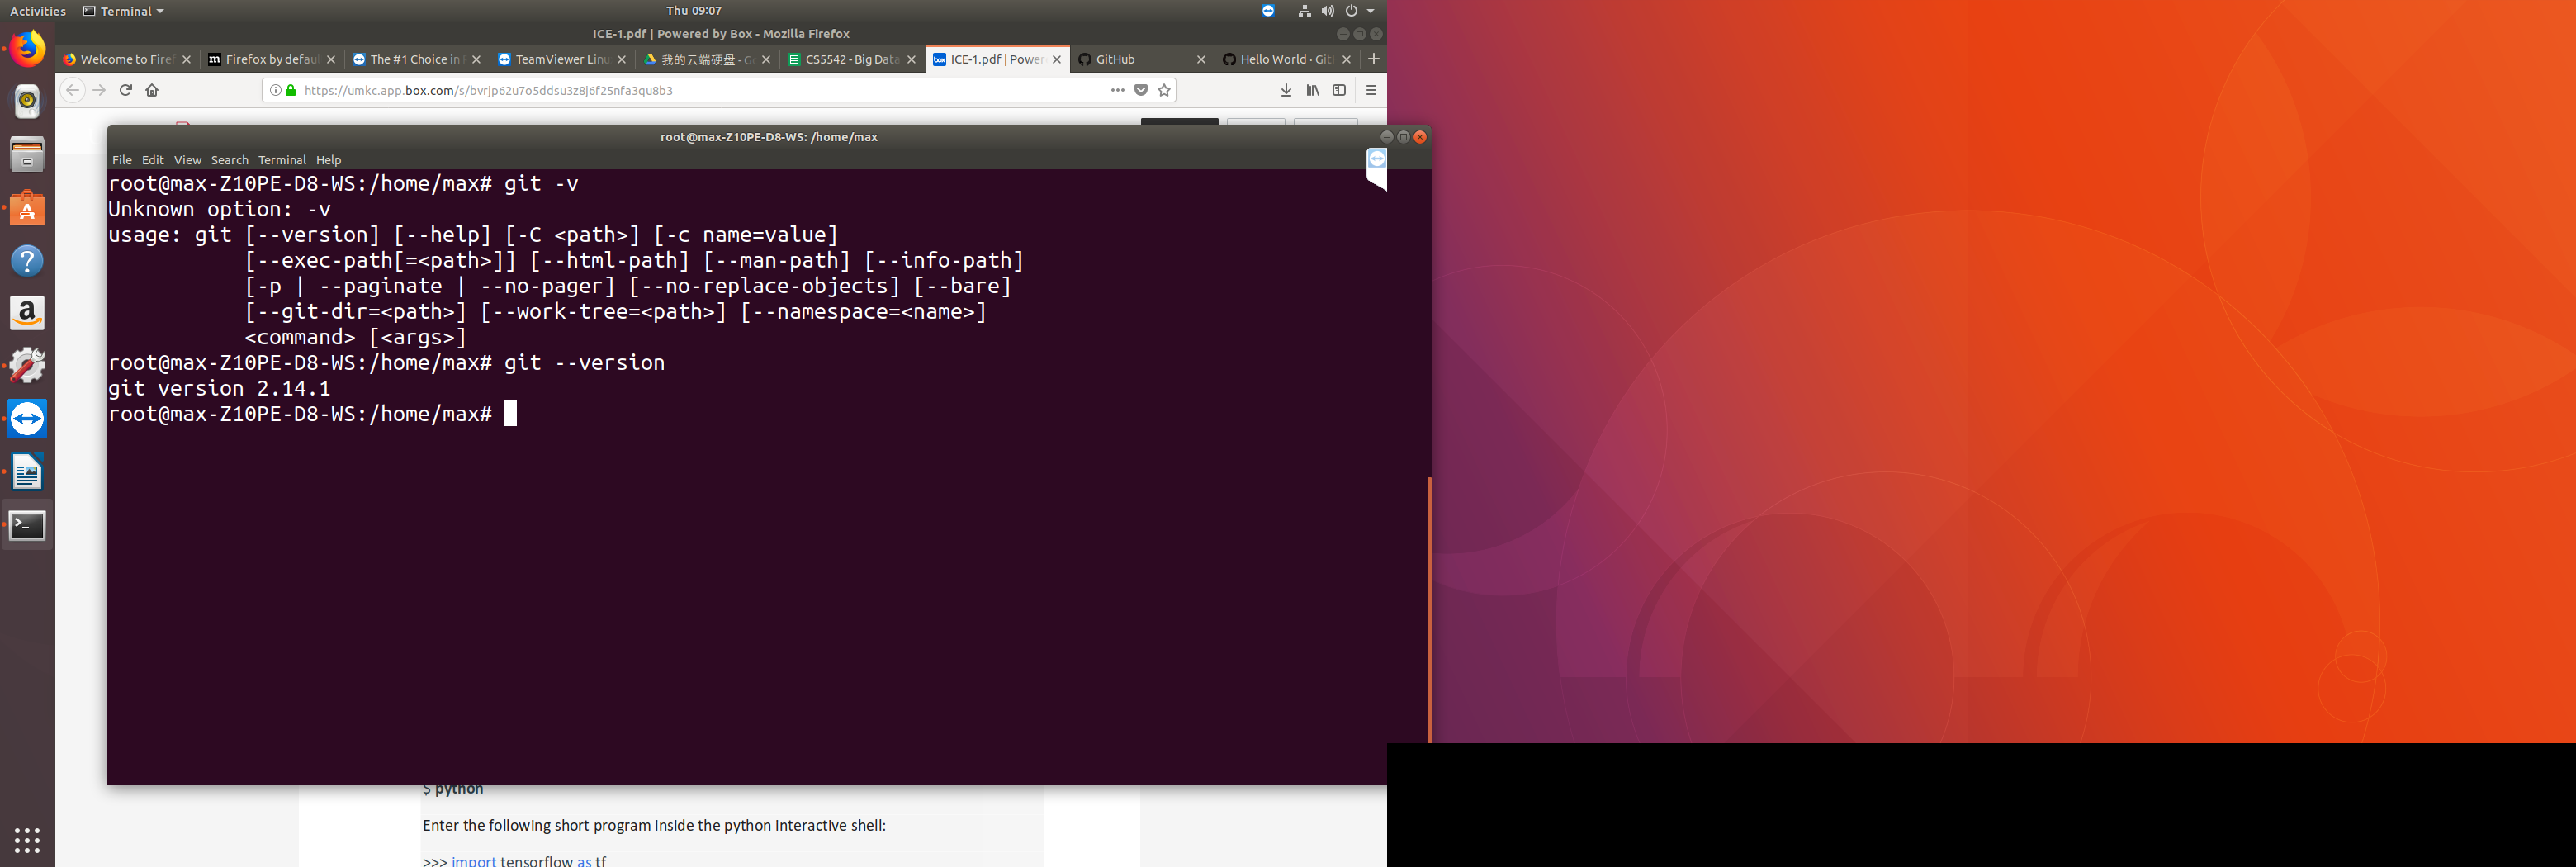 Activities Terminal Thu 09:07
ICE-1.pdf | Powered by Box - Mozilla Firefox
Welcome to Firef The #1 Choice in TeamViewer Linu 我的云端硬盘 - Go CS5542 - Big Data ICE-1.pdf | Power GitHub Hello World · Git
Firefox by defau
https://umkc.app.box.com/s/bvrjp62u7o5ddsu3z8j6f25nfa3qu8b3
root@max-Z10PE-D8-WS: /home/max
File Edit View Search Terminal Help
root@max-Z10PE-D8-WS:/home/max# git -v
Unknown option: -v
usage: git [--version] [--help] [-C <path>] [-c name=value]
[--exec-path[=<path>]] [--html-path] [--man-path] [--info-path]
[-p | --paginate | --no-pager] [--no-replace-objects] [--bare]
[--git-dir=<path>] [--work-tree=<path>] [--namespace=<name>]
<command> [<args>]
root@max-Z10PE-D8-WS:/home/max# git --version
git version 2.14.1
root@max-Z10PE-D8-WS:/home/max#
$ python
Enter the following short program inside the python interactive shell:
>>> import tensorflow as tf